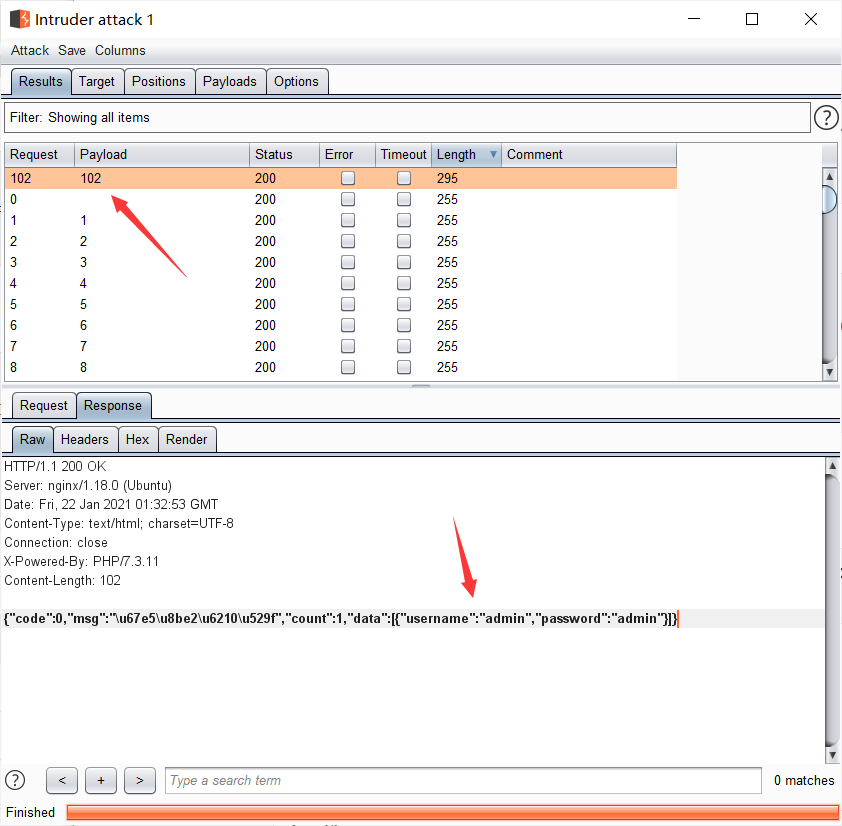 Intruder attack 1
Attack Save Columns
Results Target Positions Payloads Options
Filter: Showing all items ?
Request Payload Status Error Timeout Length Comment
102 102 200 295
0 200 255
1 1 200 255
2 2 200 255
3 3 200 255
4 4 200 255
5 5 200 255
6 6 200 255
7 7 200 255
8 8 200 255
Request Response
Raw Headers Hex Render
HTTP/1.1 200 OK
Server: nginx/1.18.0 (Ubuntu)
Date: Fri, 22 Jan 2021 01:32:53 GMT
Content-Type: text/html; charset=UTF-8
Connection: close
X-Powered-By: PHP/7.3.11
Content-Length: 102
{"code":0,"msg":"\u67e5\u8be2\u6210\u529f","count":1,"data":[{"username":"admin","password":"admin"}]}
? < + > Type a search term 0 matches
Finished